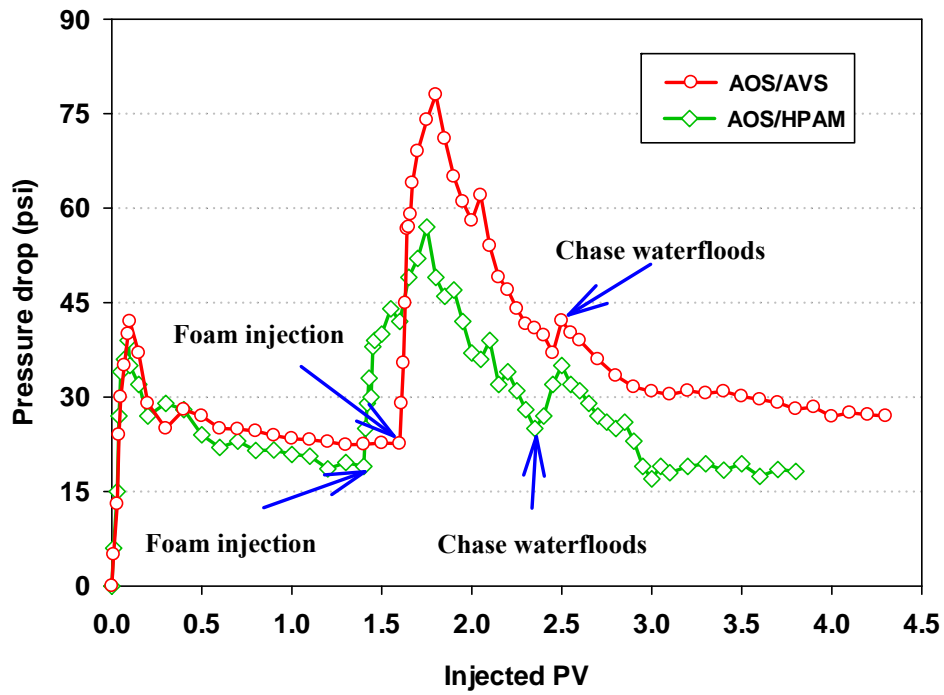 90
75
60
45
30
15
0
Pressure drop (psi)
AOS/AVS
AOS/HPAM
Chase waterfloods
Foam injection
Foam injection
Chase waterfloods
0.0 0.5 1.0 1.5 2.0 2.5 3.0 3.5 4.0 4.5
Injected PV